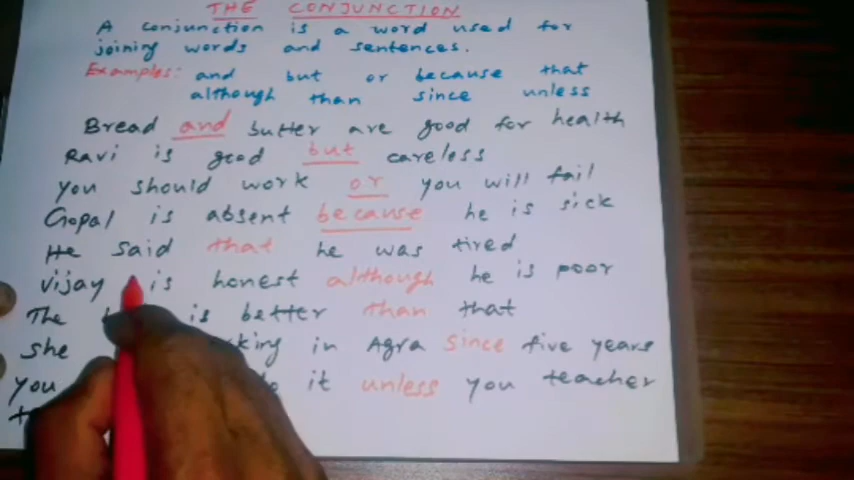 THE CONJUNCTION
A conjunction is a word used for
joining words and sentences.
Examples: and but or because that
although than since unless
Bread and butter are good for health
Ravi is good but careless
you should work or you will fail
Gopal is absent because he is sick
He said that he was tired
vijay is honest although he is poor
The is better than that
she in Agra since five years
you it unless you teacher